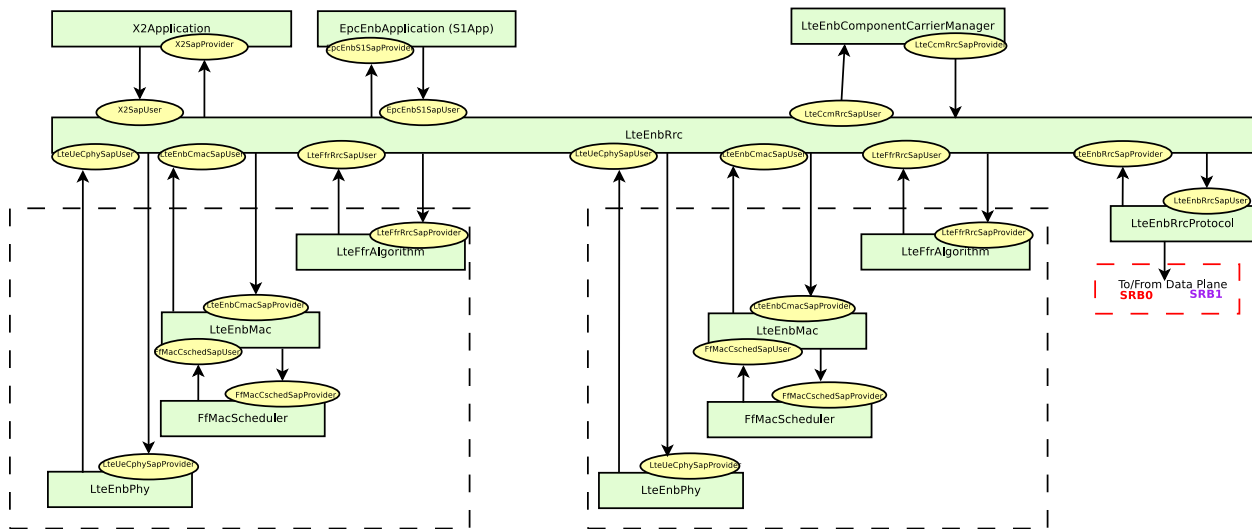 X2Application
EpcEnbApplication (S1App)
LteEnbComponentCarrierManager
X2SapProvider
EpcEnbS1SapProvider
LteCcmRrcSapProvider
X2SapUser
EpcEnbS1SapUser
LteCcmRrcSapUser
LteEnbRrc
LteUeCphySapUser
LteEnbCmacSapUser
LteFfrRrcSapUser
LteUeCphySapUser
LteEnbCmacSapUser
LteFfrRrcSapUser
LteEnbRrcSapProvider
LteEnbRrcSapUser
LteEnbRrcProtocol
LteFfrRrcSapProvider
LteFfrAlgorithm
LteFfrRrcSapProvider
LteFfrAlgorithm
To/From Data Plane
SRB0
SRB1
LteEnbCmacSapProvider
LteEnbMac
FfMacCschedSapUser
FfMacCschedSapProvider
FfMacScheduler
LteUeCphySapProvider
LteEnbPhy
LteEnbCmacSapProvider
LteEnbMac
FfMacCschedSapUser
FfMacCschedSapProvider
FfMacScheduler
LteUeCphySapProvider
LteEnbPhy